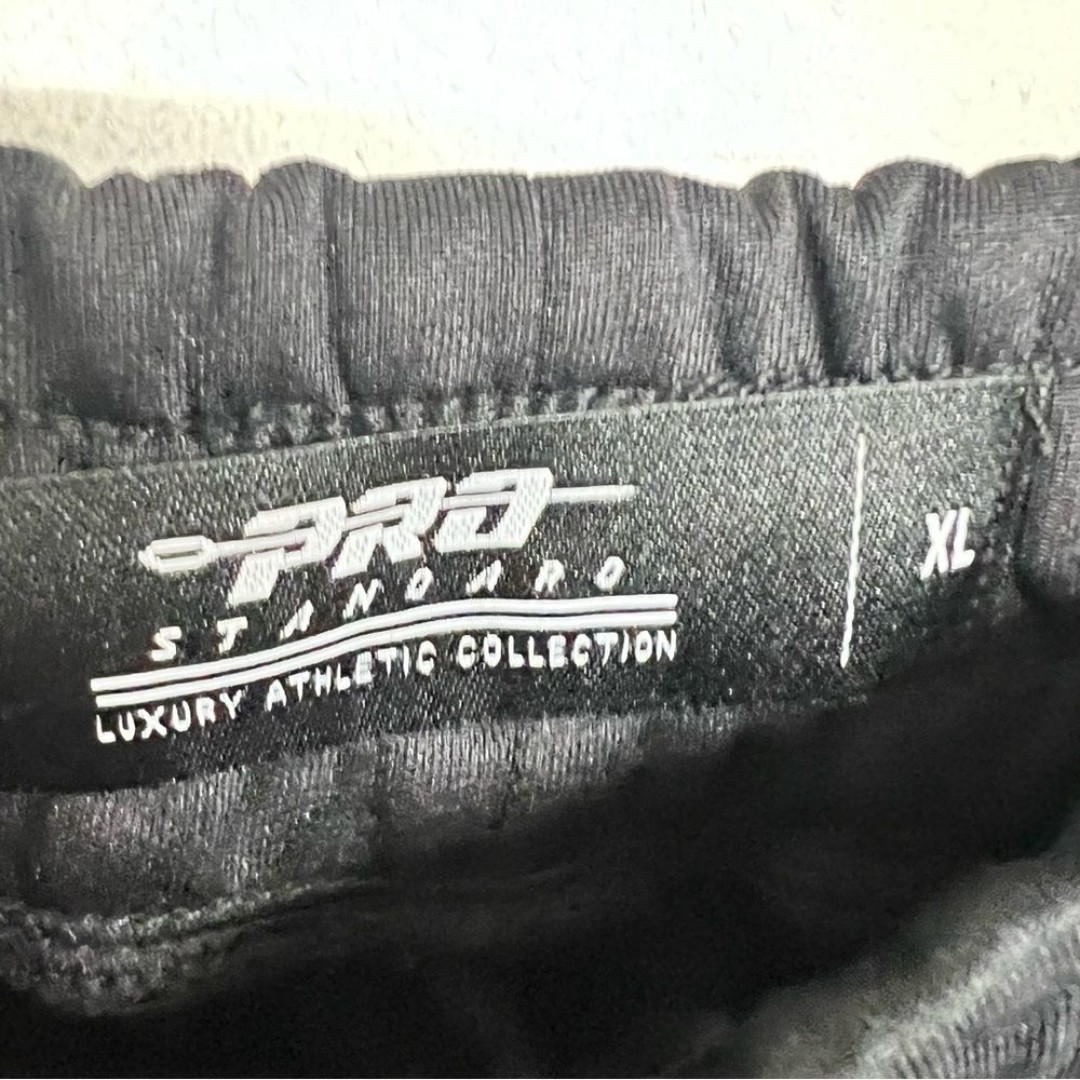 PRO
STANDARD
LUXURY ATHLETIC COLLECTION
XL